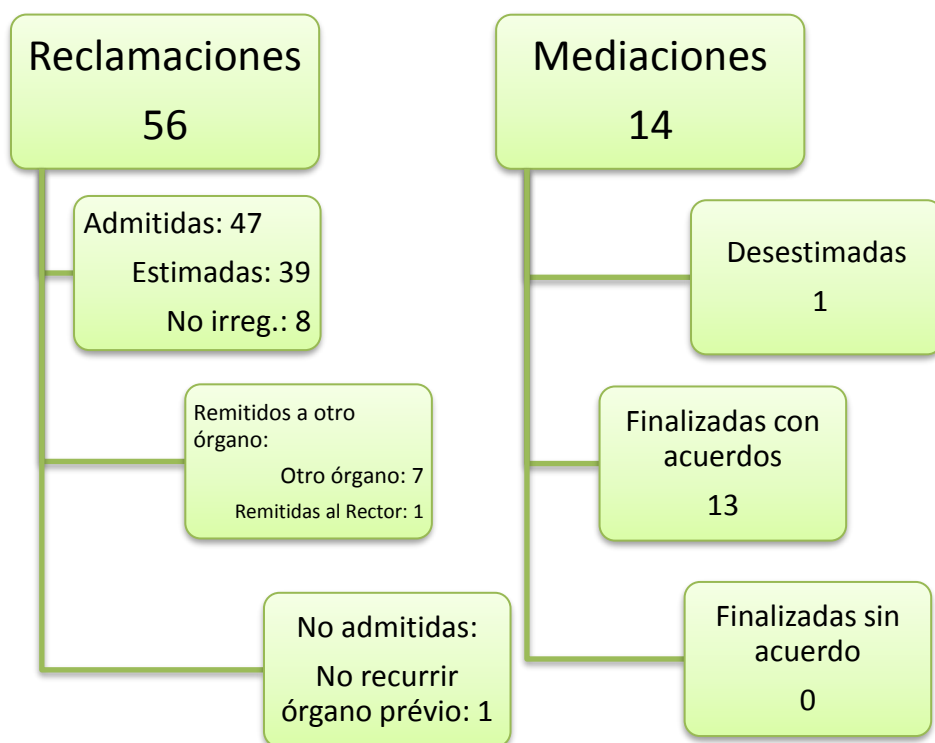 Reclamaciones
56
Admitidas: 47
Estimadas: 39
No irreg.: 8
Remitidos a otro
órgano:
Otro órgano: 7
Remitidas al Rector: 1
No admitidas:
No recurrir
órgano prévio: 1
Mediaciones
14
Desestimadas
1
Finalizadas con
acuerdos
13
Finalizadas sin
acuerdo
0